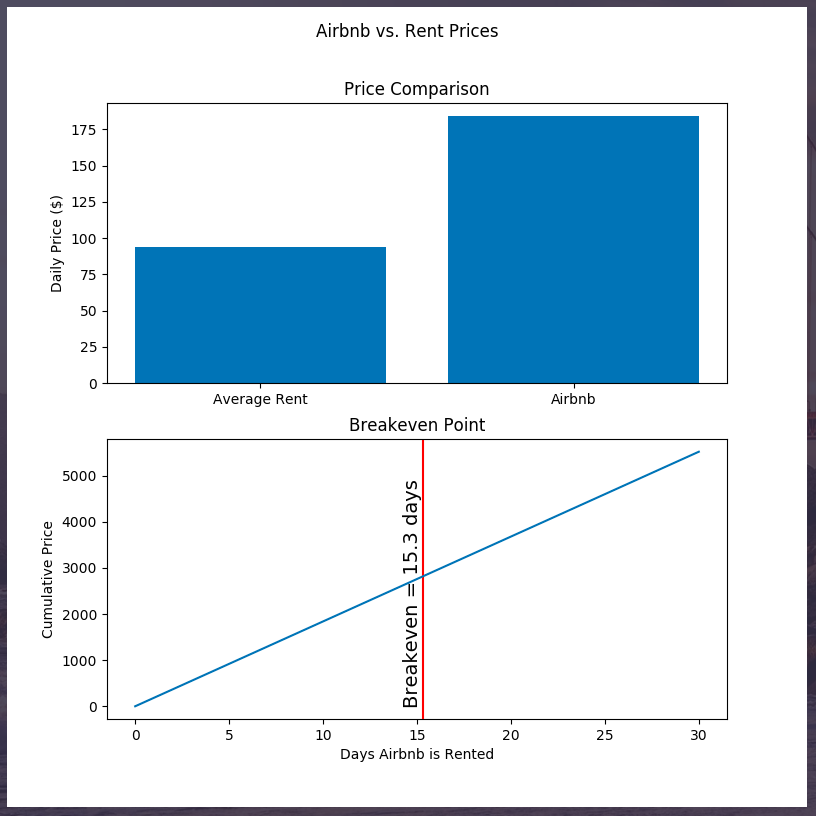 Airbnb vs. Rent Prices
Price Comparison
Daily Price ($)
175
150
125
100
75
50
25
0
Average Rent
Airbnb
Breakeven Point
Cumulative Price
5000
4000
3000
2000
1000
0
Breakeven = 15.3 days
0
5
10
15
20
25
30
Days Airbnb is Rented